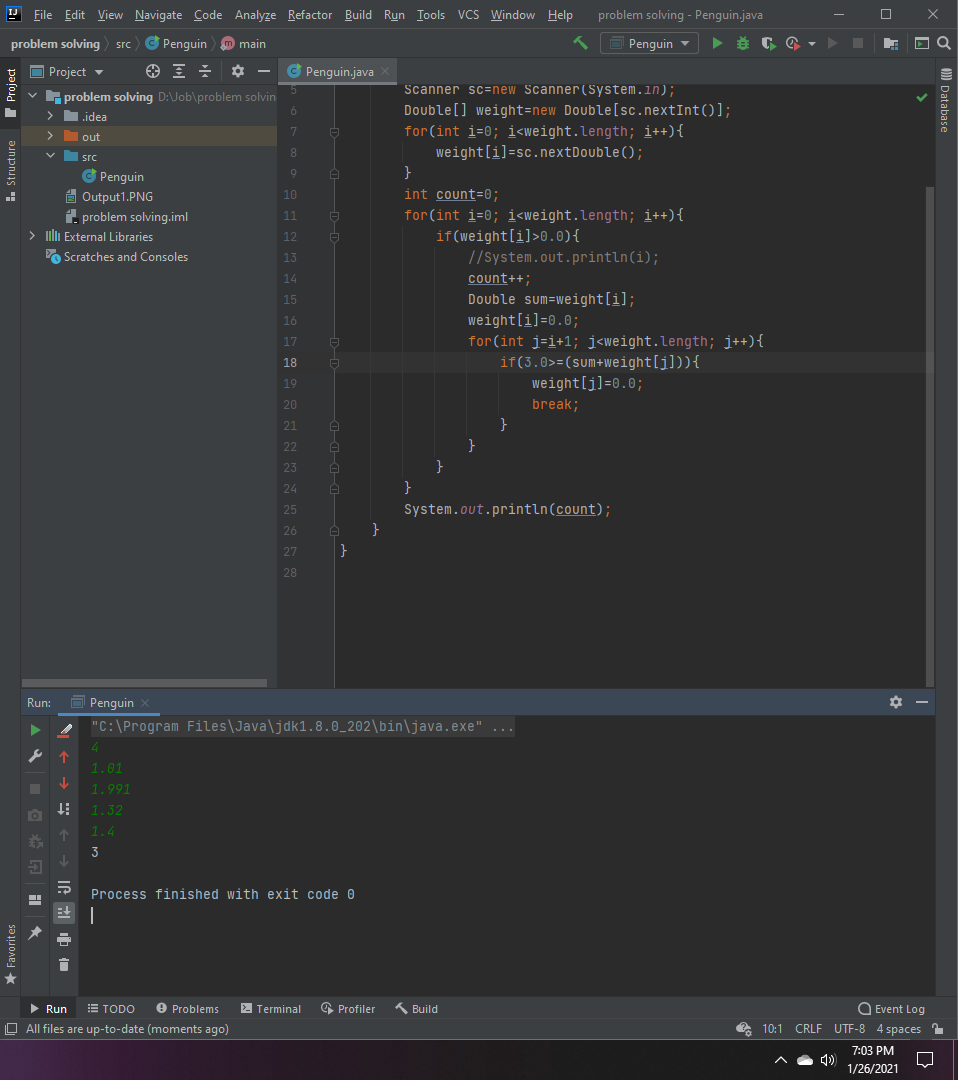 File Edit View Navigate Code Analyze Refactor Build Run Tools VCS Window Help problem solving - Penguin.java
problem solving src Penguin main Penguin
Project Penguin.java
Project
Structure
Favorites
Database
problem solving D:\Job\problem solvin
.idea
out
src
Penguin
Output1.PNG
problem solving.iml
External Libraries
Scratches and Consoles
5 Scanner sc=new Scanner(System.in);
6 Double[] weight=new Double[sc.nextInt()];
7 for(int i=0; i<weight.length; i++){
8 weight[i]=sc.nextDouble();
9 }
10 int count=0;
11 for(int i=0; i<weight.length; i++){
12 if(weight[i]>0.0){
13 //System.out.println(i);
14 count++;
15 Double sum=weight[i];
16 weight[i]=0.0;
17 for(int j=i+1; j<weight.length; j++){
18 if(3.0>=(sum+weight[j])){
19 weight[j]=0.0;
20 break;
21 }
22 }
23 }
24 }
25 System.out.println(count);
26 }
27 }
28
Run: Penguin
"C:\Program Files\Java\jdk1.8.0_202\bin\java.exe" ...
4
1.01
1.991
1.32
1.4
3
Process finished with exit code 0
Run TODO Problems Terminal Profiler Build Event Log
All files are up-to-date (moments ago) 10:1 CRLF UTF-8 4 spaces
7:03 PM
1/26/2021